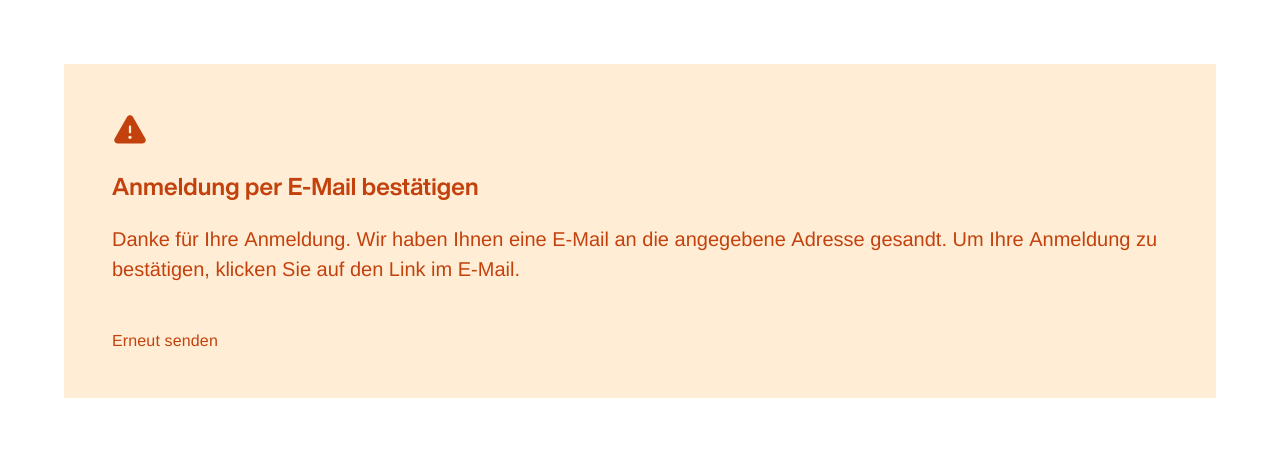 Anmeldung per E-Mail bestätigen
Danke für Ihre Anmeldung. Wir haben Ihnen eine E-Mail an die angegebene Adresse gesandt. Um Ihre Anmeldung zu
bestätigen, klicken Sie auf den Link im E-Mail.
Erneut senden